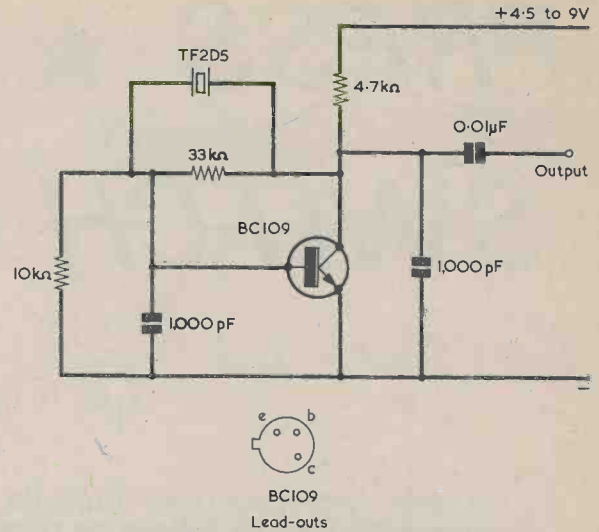 +4·5 to 9V
TF2D5
4·7kΩ
0·01µF
33kΩ
Output
BC109
10kΩ
1,000 pF
1,000 pF
−
e
b
c
BC109
Lead-outs